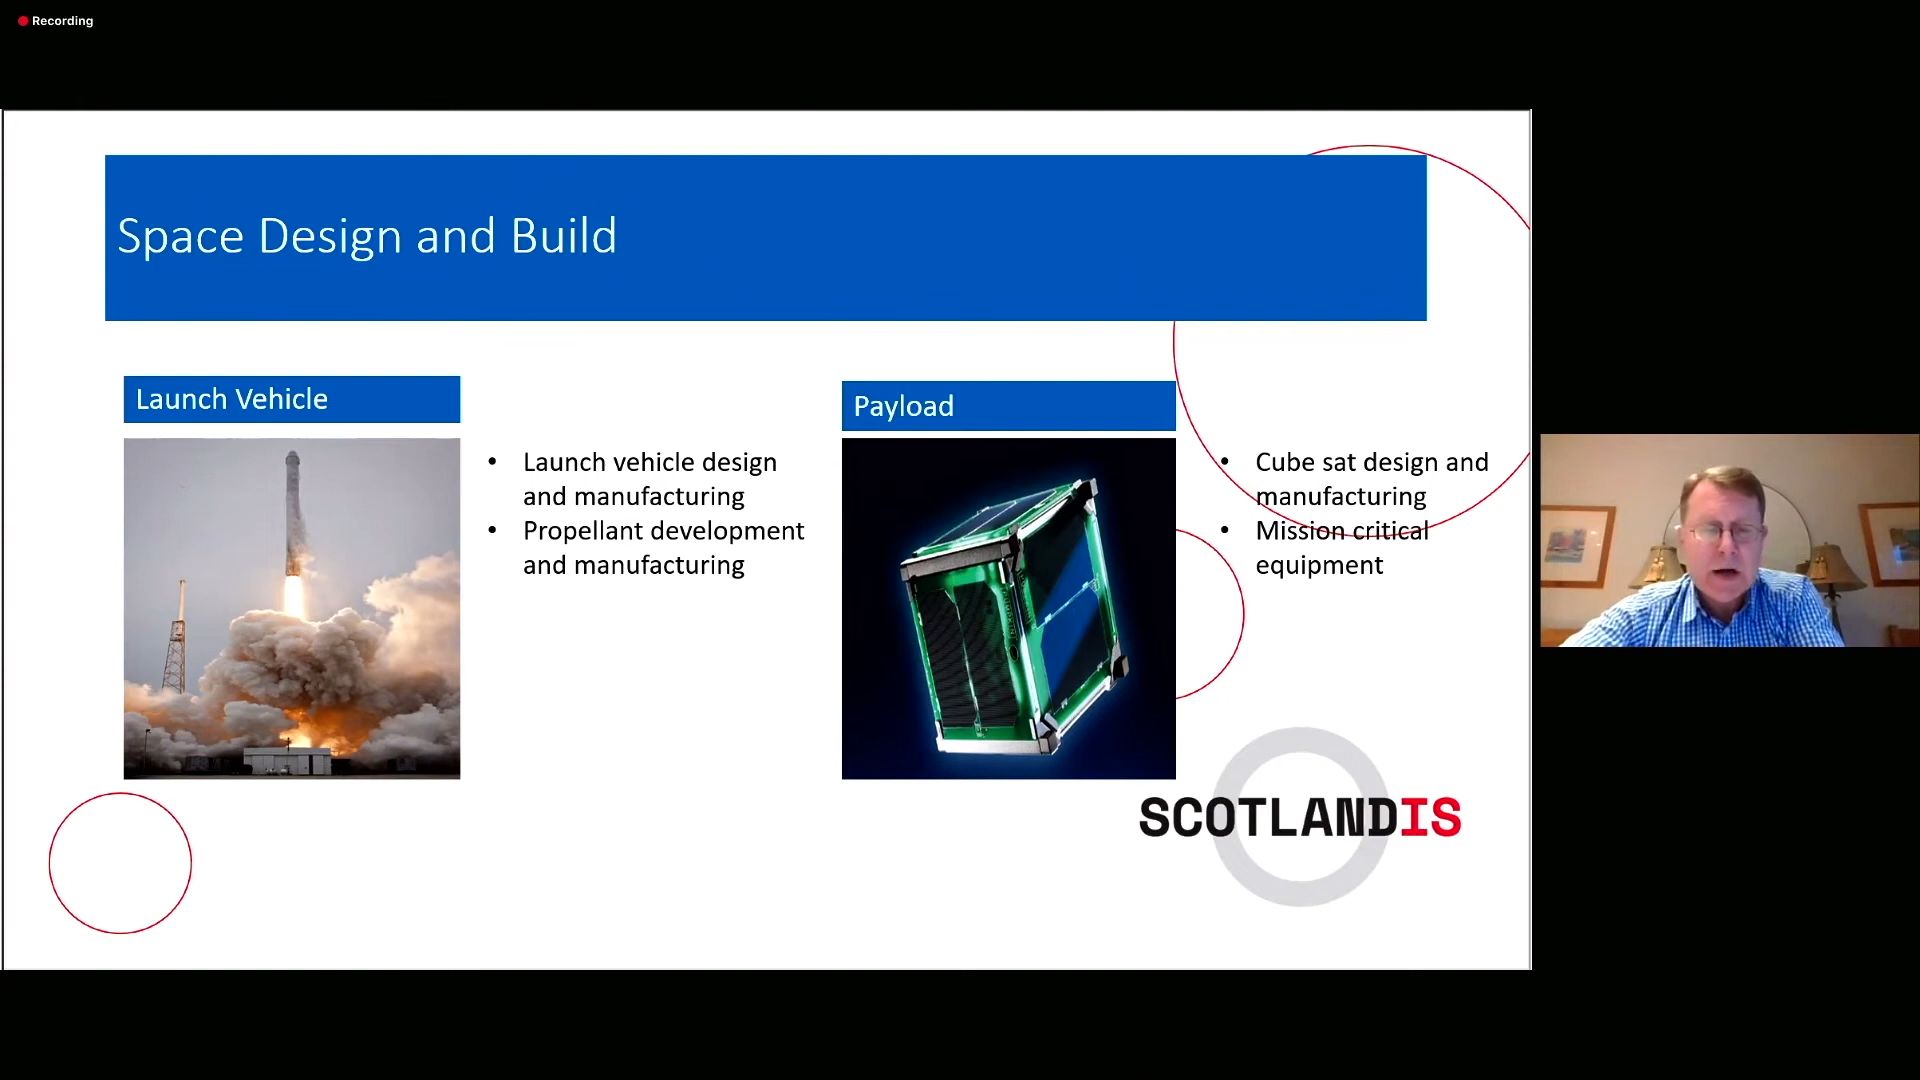 Recording
Space Design and Build
Launch Vehicle
• Launch vehicle design
and manufacturing
• Propellant development
and manufacturing
Payload
• Cube sat design and
manufacturing
• Mission critical
equipment
SCOTLANDIS